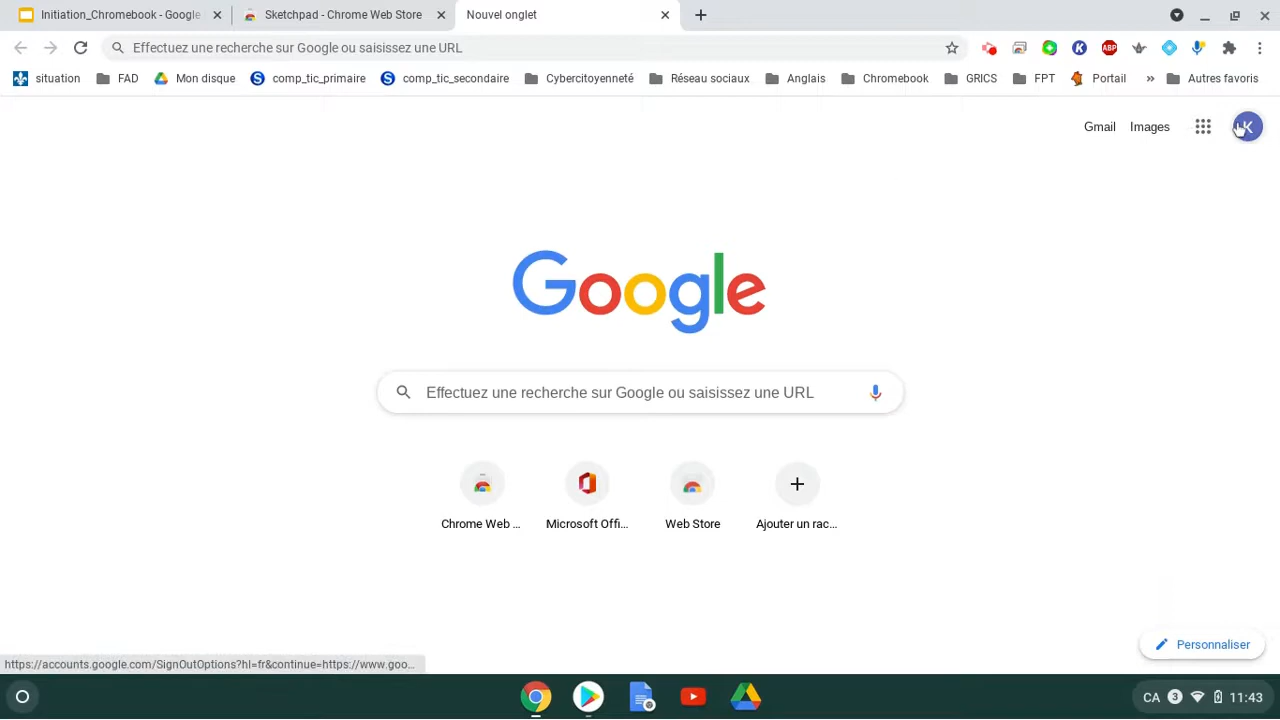 Initiation_Chromebook - Google
Sketchpad - Chrome Web Store
Nouvel onglet
Effectuez une recherche sur Google ou saisissez une URL
K
ABP
situation
FAD
Mon disque
S
comp_tic_primaire
S
comp_tic_secondaire
Cybercitoyenneté
Réseau sociaux
Anglais
Chromebook
GRICS
FPT
Portail
»
Autres favoris
Gmail
Images
K
Google
Effectuez une recherche sur Google ou saisissez une URL
Chrome Web ...
Microsoft Offi...
Web Store
Ajouter un rac...
Personnaliser
https://accounts.google.com/SignOutOptions?hl=fr&continue=https://www.goo...
CA
3
11:43